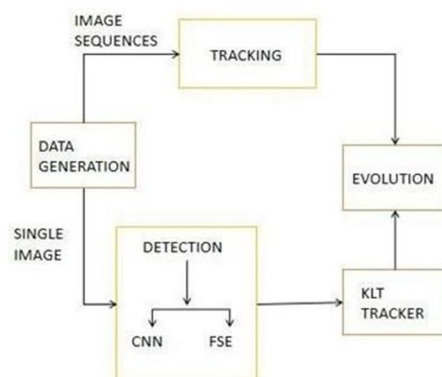 IMAGE
SEQUENCES
TRACKING
DATA
GENERATION
EVOLUTION
SINGLE
IMAGE
DETECTION
CNN FSE
KLT
TRACKER